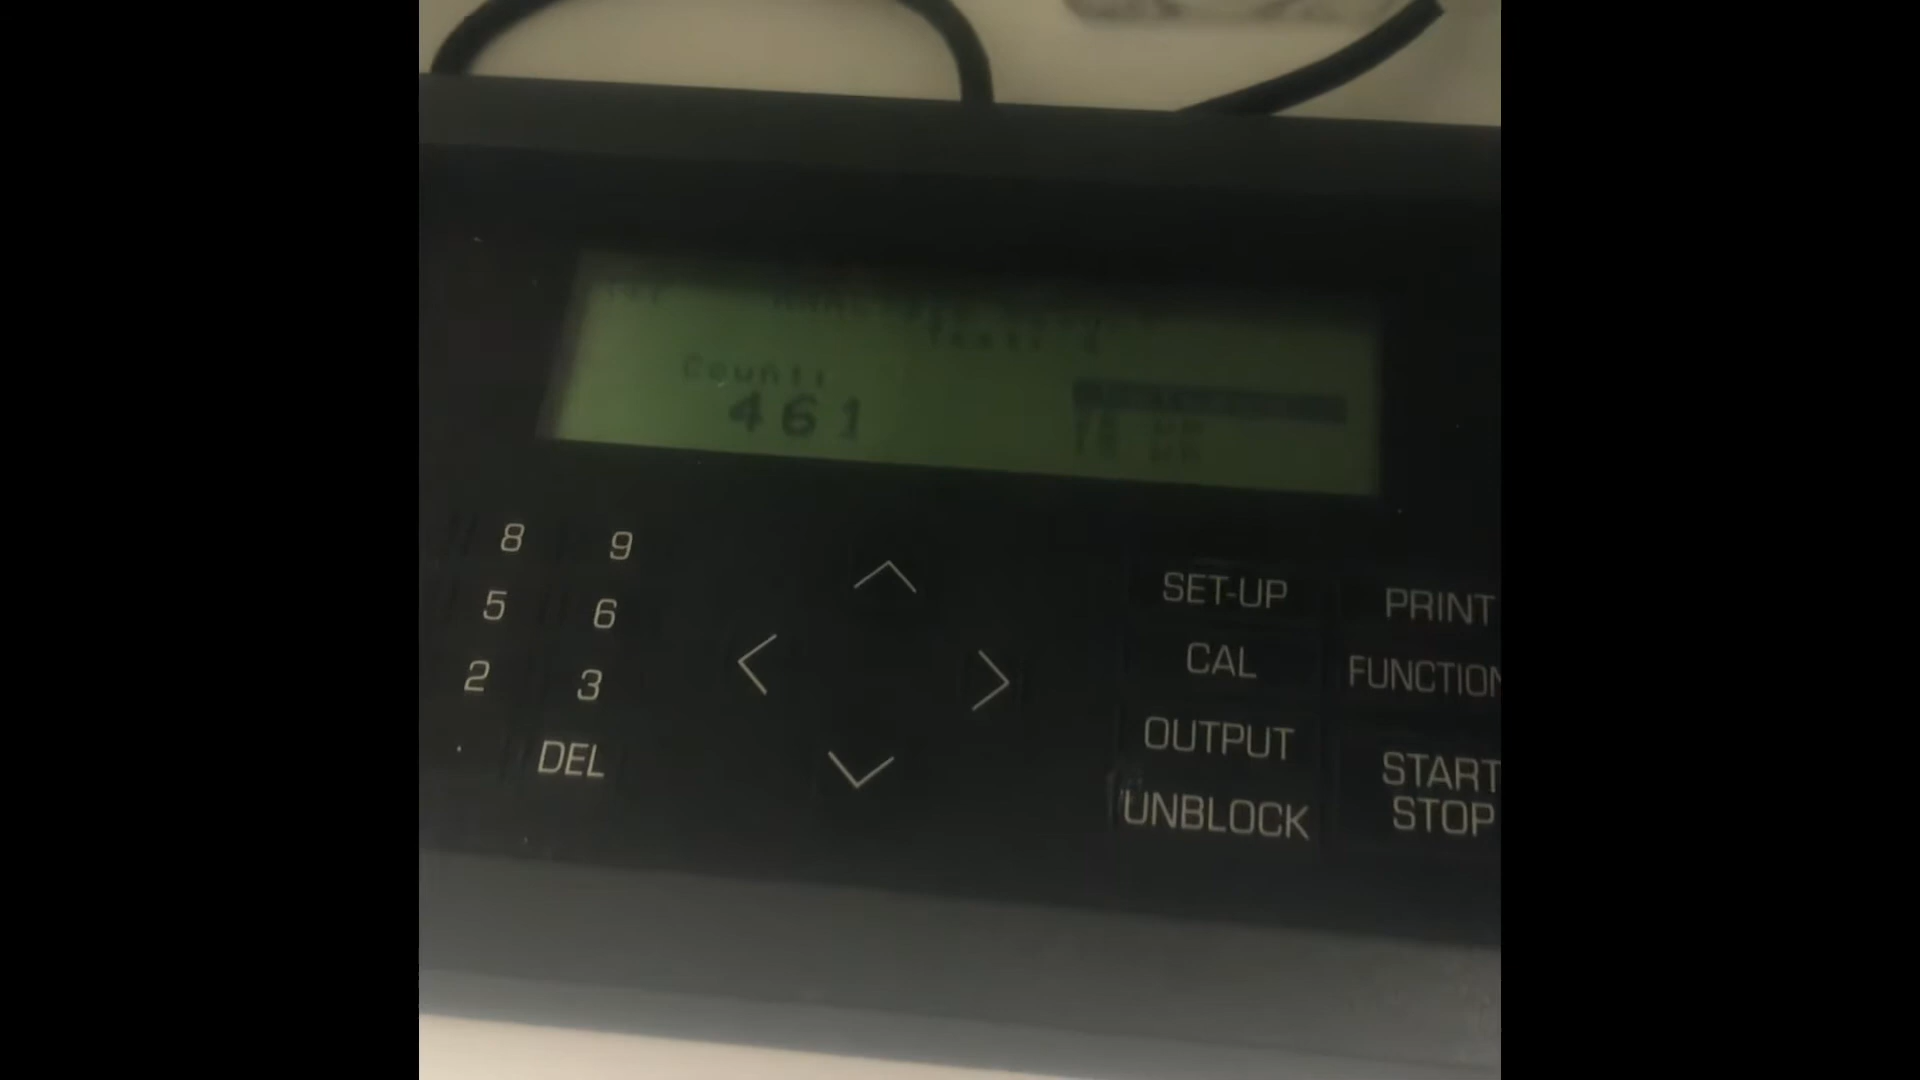 Count:
461
8 9
5 6
2 3
. DEL
SET-UP
CAL
OUTPUT
UNBLOCK
PRINT
FUNCTION
START
STOP